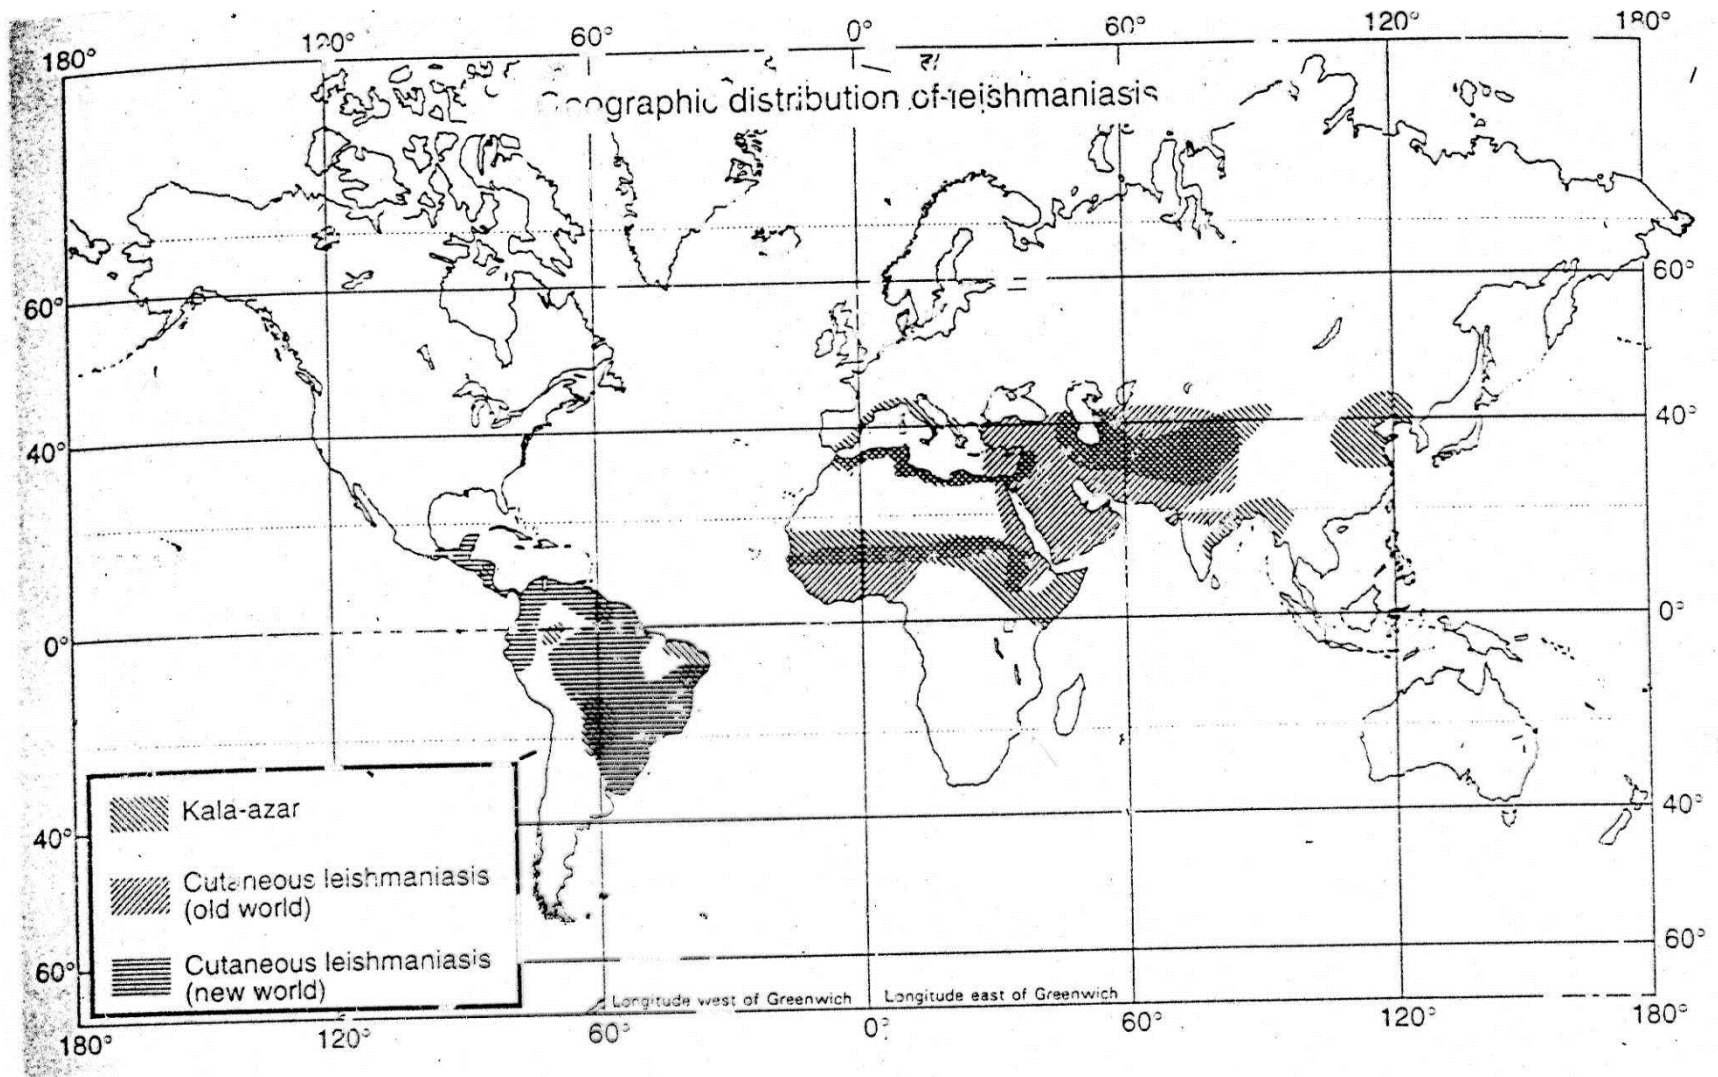 120° 60° 0° 60° 120° 180°
180°
distribution of leishmaniasis
60° 60°
40° 40°
0° 0°
Kala-azar
Cutaneous leishmaniasis
(old world)
Cutaneous leishmaniasis
(new world)
40° 40°
60° 60°
Longitude west of Greenwich Longitude east of Greenwich
180° 120° 60° 0° 60° 120° 180°